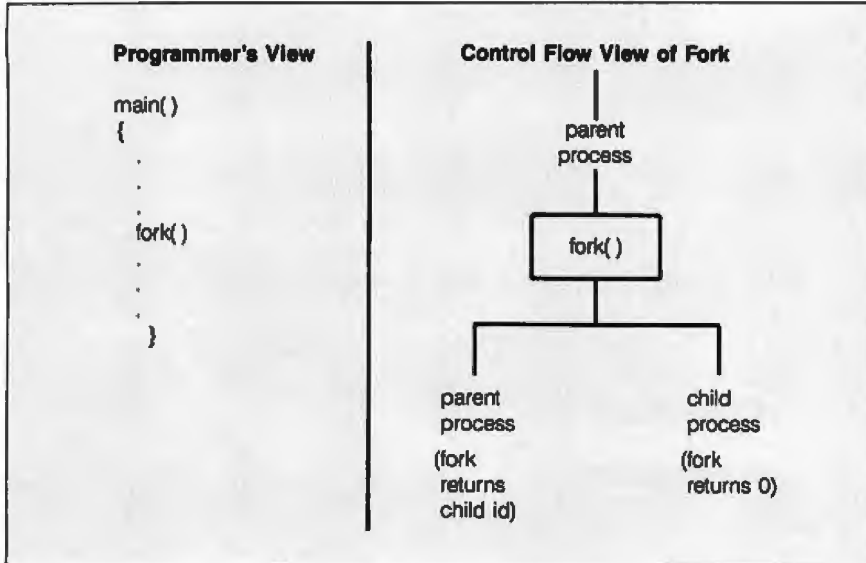 Programmer's View
main( )
{
.
.
.
fork( )
.
.
.
}
Control Flow View of Fork
parent
process
fork( )
parent
process
(fork
returns
child id)
child
process
(fork
returns 0)